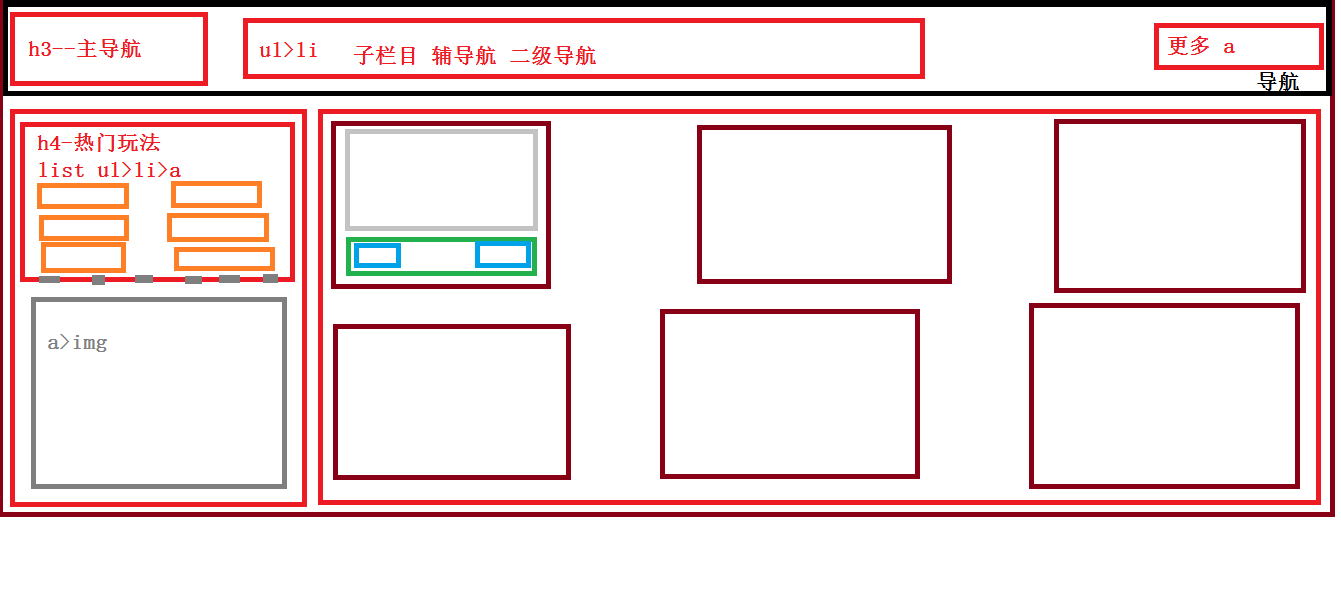 h3--主导航
ul>li 子栏目 辅导航 二级导航
更多 a
导航
h4-热门玩法
list ul>li>a
a>img